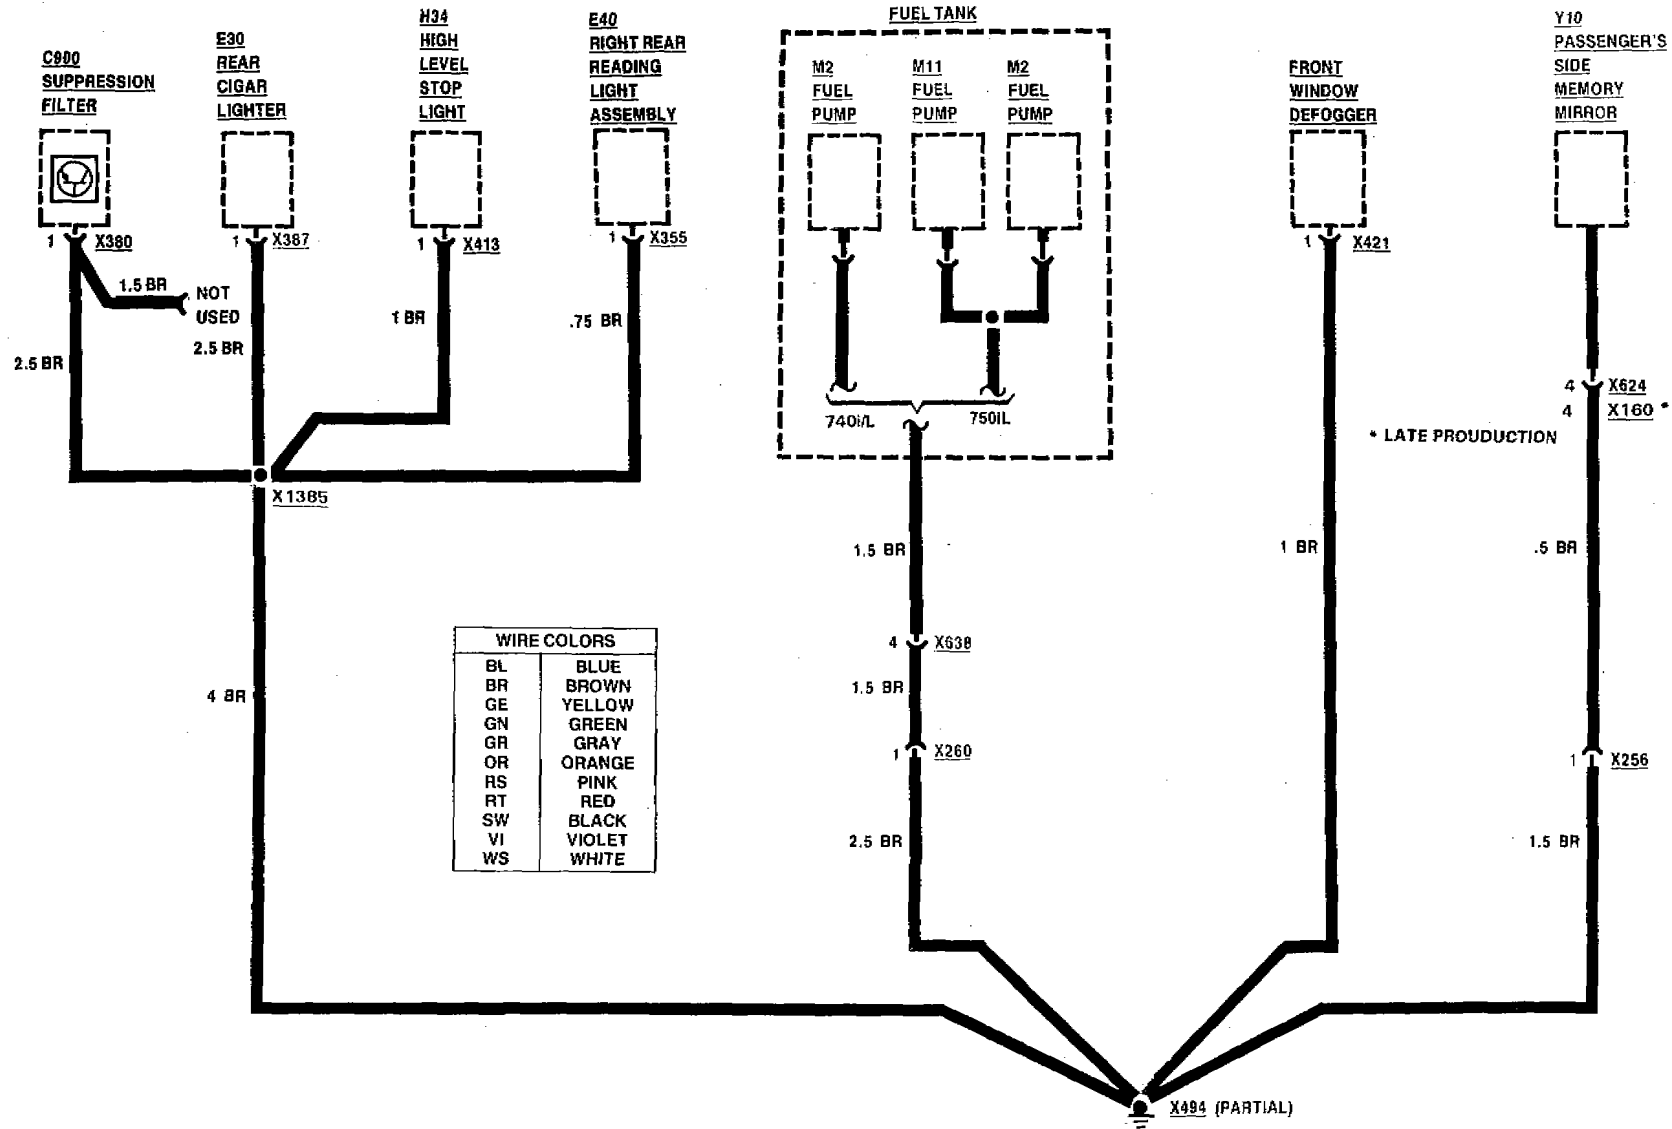 C900
SUPPRESSION
FILTER
E30
REAR
CIGAR
LIGHTER
H34
HIGH
LEVEL
STOP
LIGHT
E40
RIGHT REAR
READING
LIGHT
ASSEMBLY
FUEL TANK
M2
FUEL
PUMP
M11
FUEL
PUMP
M2
FUEL
PUMP
FRONT
WINDOW
DEFOGGER
Y10
PASSENGER'S
SIDE
MEMORY
MIRROR
1 X380
1 X387
1 X413
1 X355
1 X421
1.5 BR
NOT
USED
2.5 BR
2.5 BR
1 BR
.75 BR
740i/L
750IL
4 X624
4 X160 *
* LATE PROUDUCTION
X1385
1.5 BR
1 BR
.5 BR
WIRE COLORS
BL BLUE
BR BROWN
GE YELLOW
GN GREEN
GR GRAY
OR ORANGE
RS PINK
RT RED
SW BLACK
VI VIOLET
WS WHITE
4 X638
1.5 BR
4 BR
1 X260
1 X256
2.5 BR
1.5 BR
X494 (PARTIAL)